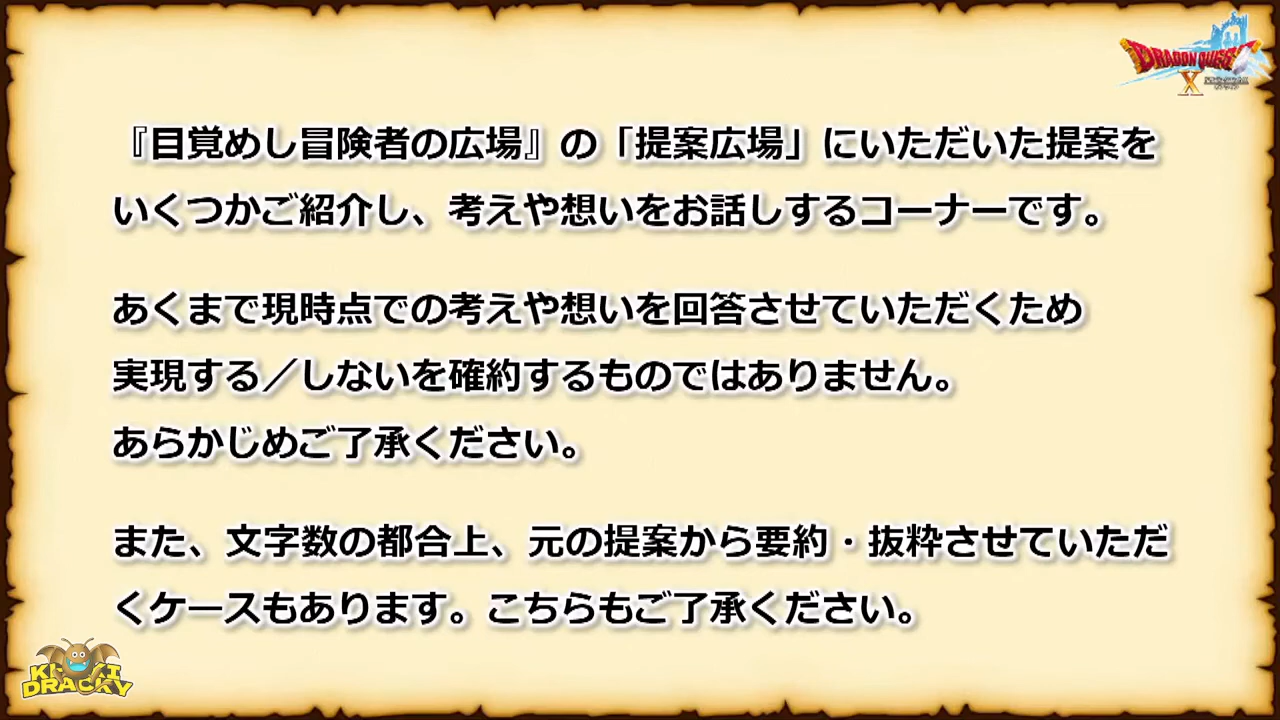 DRAGON QUEST
X
『目覚めし冒険者の広場』の「提案広場」にいただいた提案を
いくつかご紹介し、考えや想いをお話しするコーナーです。
あくまで現時点での考えや想いを回答させていただくため
実現する／しないを確約するものではありません。
あらかじめご了承ください。
また、文字数の都合上、元の提案から要約・抜粋させていただ
くケースもあります。こちらもご了承ください。
DRACKY